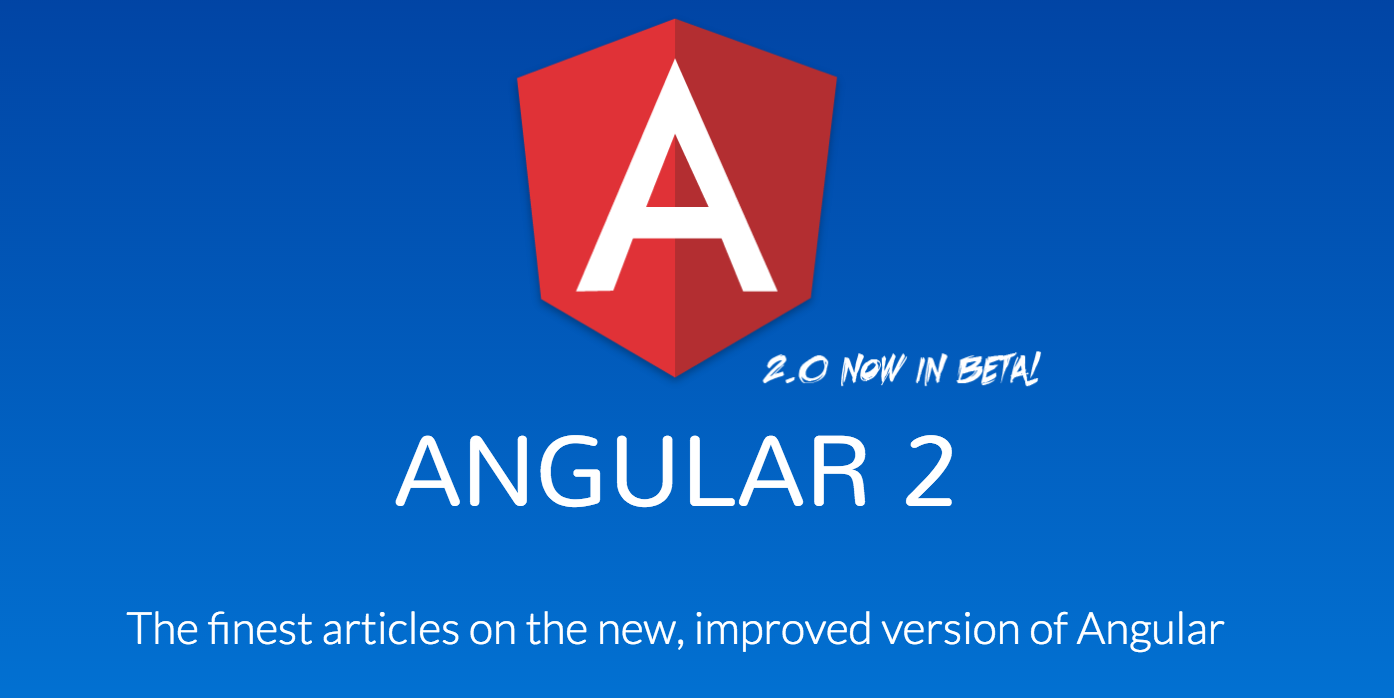 A
2.0 NOW IN BETA!
ANGULAR 2
The finest articles on the new, improved version of Angular